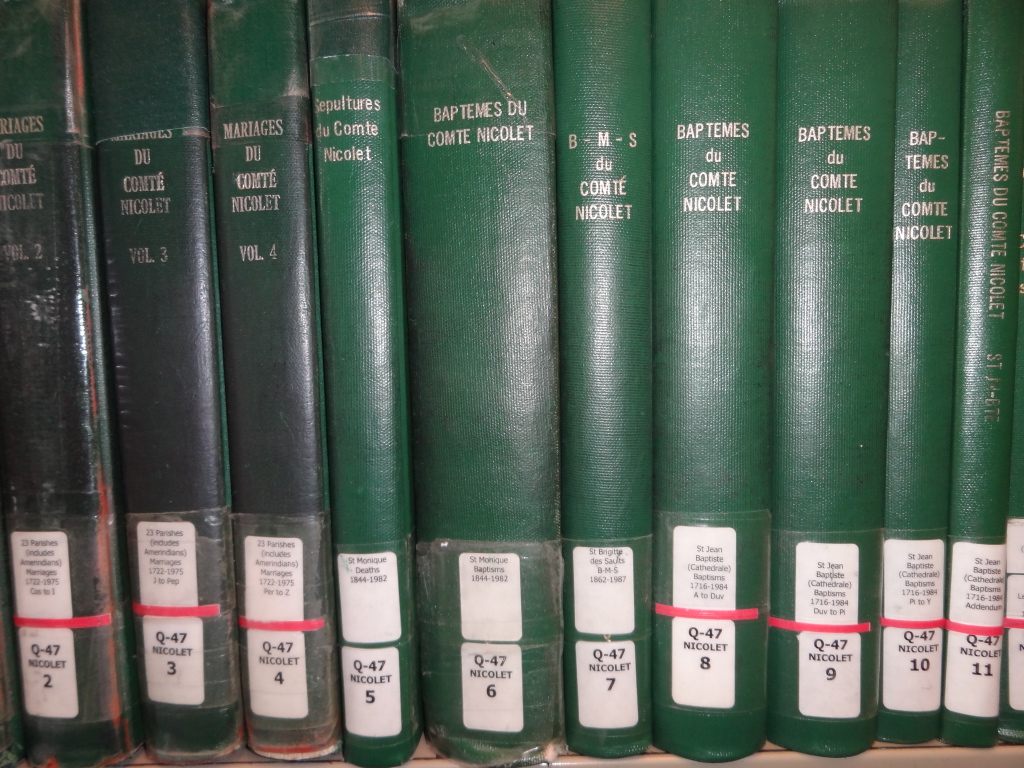 DU
COMTÉ
NICOLET
VOL. 2
23 Parishes
(includes
Amerindians)
Marriages
1722-1975
Cos to I
Q-47
NICOLET
2
MARIAGES
DU
COMTÉ
NICOLET
VOL. 3
23 Parishes
(includes
Amerindians)
Marriages
1722-1975
J to Pep
Q-47
NICOLET
3
MARIAGES
DU
COMTÉ
NICOLET
VOL. 4
23 Parishes
(includes
Amerindians)
Marriages
1722-1975
Per to Z
Q-47
NICOLET
4
Sepultures
du Comte
Nicolet
St Monique
Deaths
1844-1982
Q-47
NICOLET
5
BAPTEMES DU
COMTE NICOLET
St Monique
Baptisms
1844-1982
Q-47
NICOLET
6
B - M - S
du
COMTÉ
NICOLET
St Brigitte
des Saults
B-M-S
1862-1987
Q-47
NICOLET
7
BAPTEMES
du
COMTE
NICOLET
St Jean
Baptiste
(Cathedrale)
Baptisms
1716-1984
A to Duv
Q-47
NICOLET
8
BAPTEMES
du
COMTE
NICOLET
St Jean
Baptiste
(Cathedrale)
Baptisms
1716-1984
Duv to Pi
Q-47
NICOLET
9
BAP-
TEMES
du
COMTE
NICOLET
St Jean
Baptiste
(Cathedrale)
Baptisms
1716-1984
Pi to Y
Q-47
NICOLET
10
BAPTEMES DU COMTE NICOLET ST J.-BTE
St Jean
Baptiste
(Cathedrale)
Baptisms
1716-1984
Addendum
Q-47
NICOLET
11